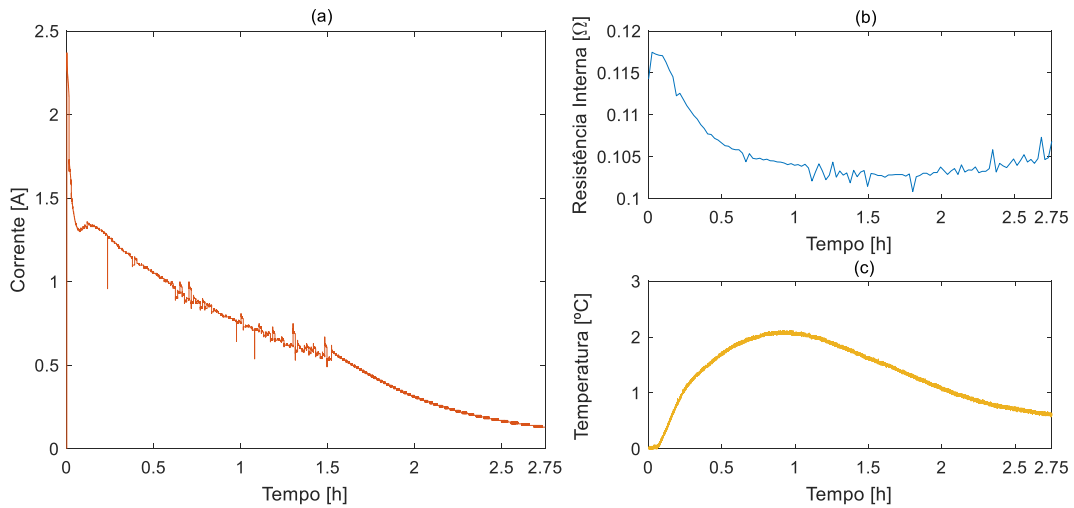 (a)
2.5
2
1.5
1
0.5
0
Corrente [A]
0 0.5 1 1.5 2 2.5 2.75
Tempo [h]
(b)
0.12
0.115
0.11
0.105
0.1
Resistência Interna [Ω]
0 0.5 1 1.5 2 2.5 2.75
Tempo [h]
(c)
3
2
1
0
Temperatura [ºC]
0 0.5 1 1.5 2 2.5 2.75
Tempo [h]